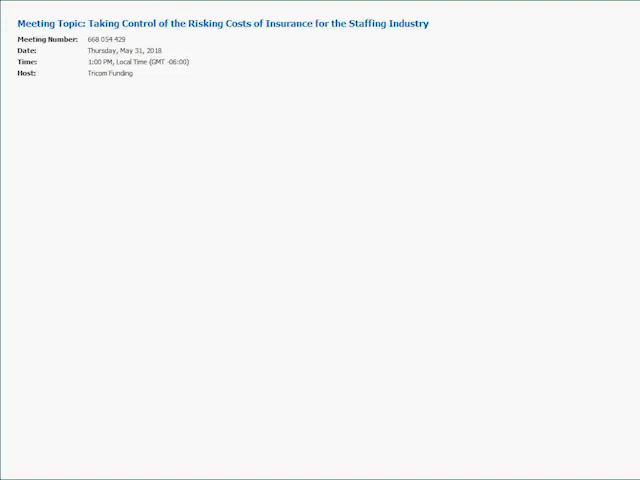 Meeting Topic: Taking Control of the Risking Costs of Insurance for the Staffing Industry
Meeting Number: 668 054 429
Date: Thursday, May 31, 2018
Time: 1:00 PM, Local Time (GMT -06:00)
Host: Tricom Funding